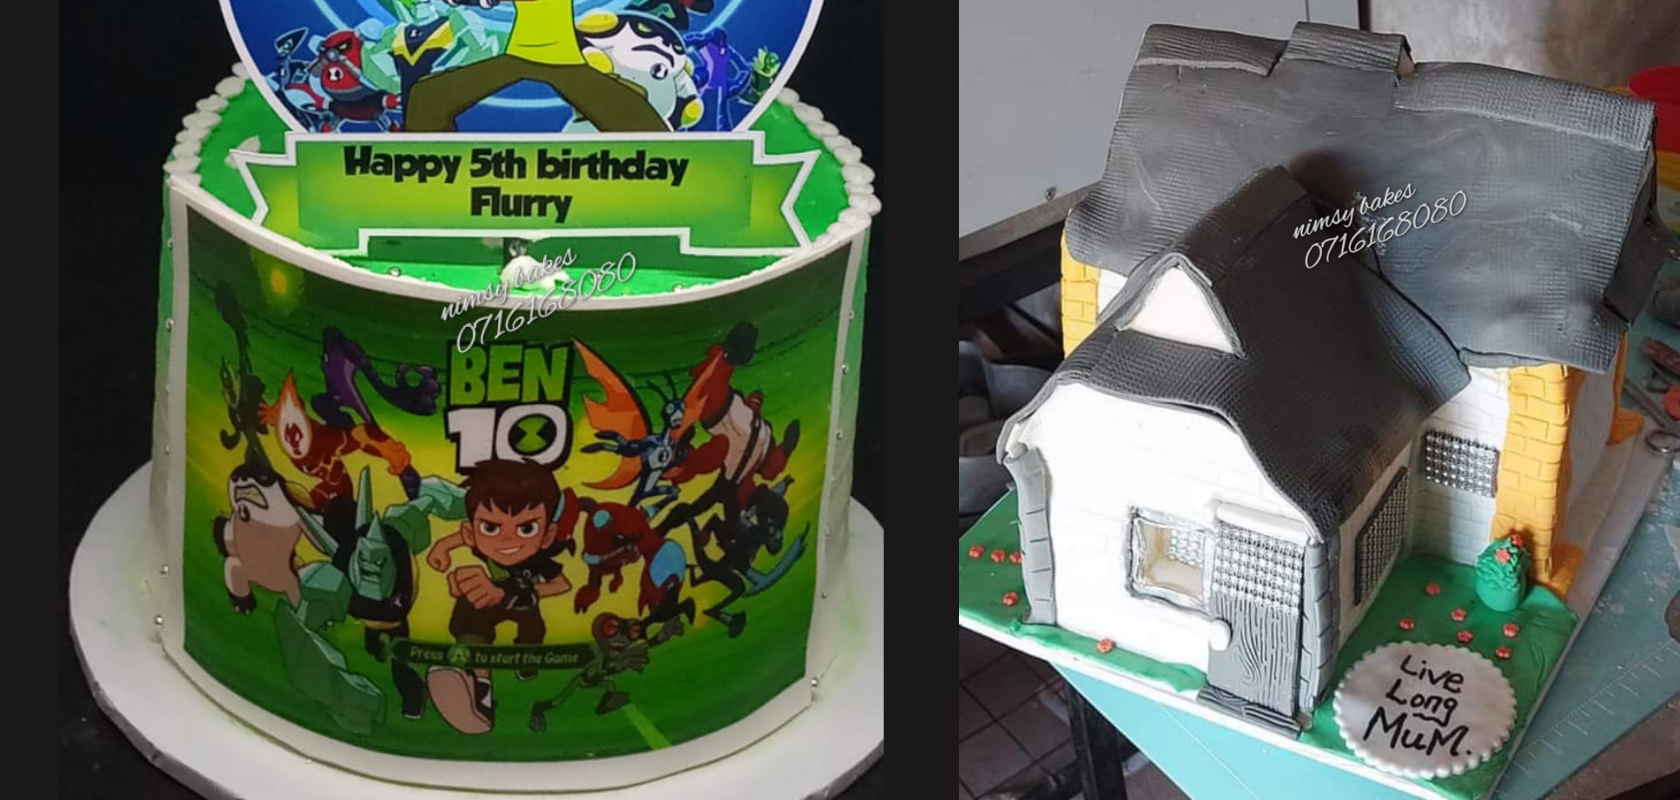 Happy 5th birthday
Flurry
nimsy bakes
0716168080
BEN
10
Press A to start the Game
nimsy bakes
0716168080
Live
Long
MuM.